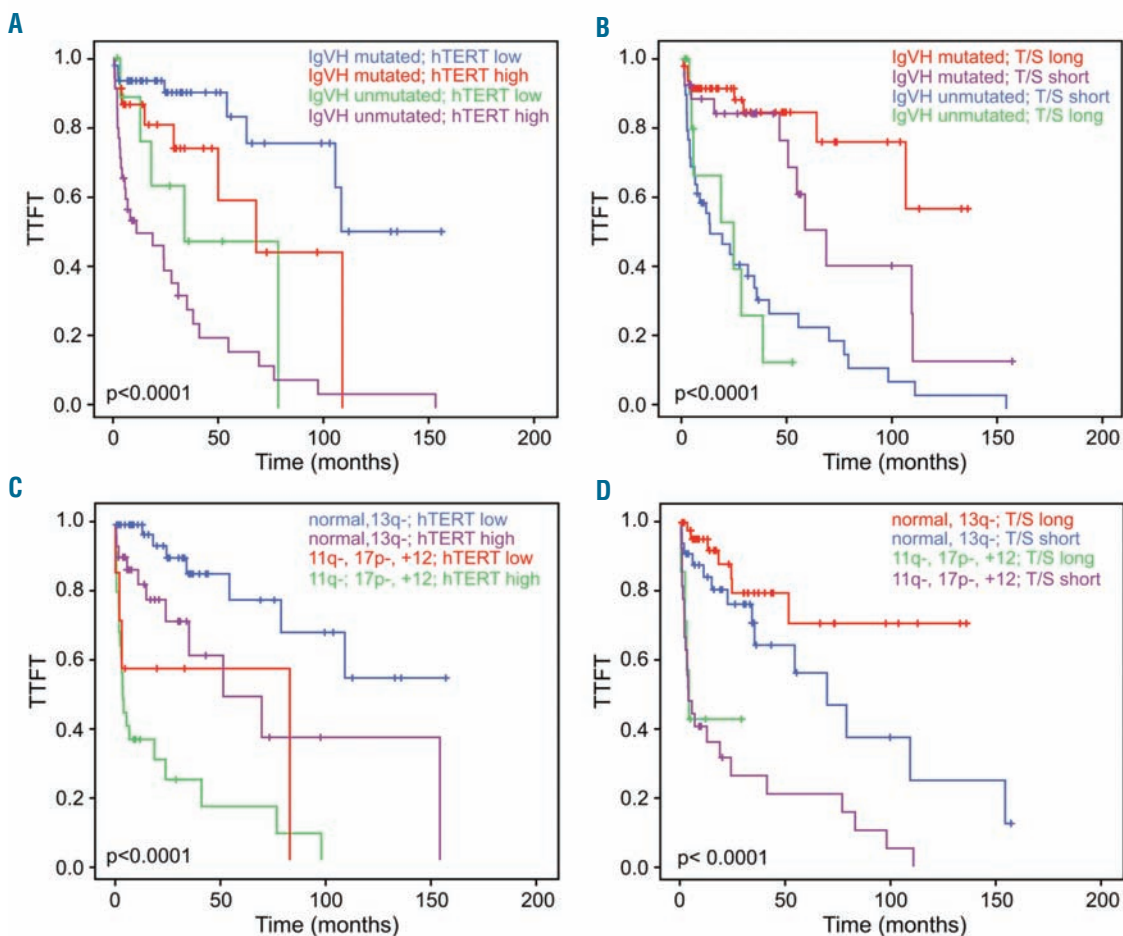 A
IgVH mutated; hTERT low
IgVH mutated; hTERT high
IgVH unmutated; hTERT low
IgVH unmutated; hTERT high
TTFT
1.0
0.8
0.6
0.4
0.2
0.0
p<0.0001
0 50 100 150 200
Time (months)
B
IgVH mutated; T/S long
IgVH mutated; T/S short
IgVH unmutated; T/S short
IgVH unmutated; T/S long
TTFT
1.0
0.8
0.6
0.4
0.2
0.0
p<0.0001
0 50 100 150 200
Time (months)
C
normal,13q-; hTERT low
normal,13q-; hTERT high
11q-, 17p-, +12; hTERT low
11q-; 17p-, +12; hTERT high
TTFT
1.0
0.8
0.6
0.4
0.2
0.0
p<0.0001
0 50 100 150 200
Time (months)
D
normal, 13q-; T/S long
normal, 13q-; T/S short
11q-, 17p-, +12; T/S long
11q-, 17p-, +12; T/S short
TTFT
1.0
0.8
0.6
0.4
0.2
0.0
p< 0.0001
0 50 100 150 200
Time (months)